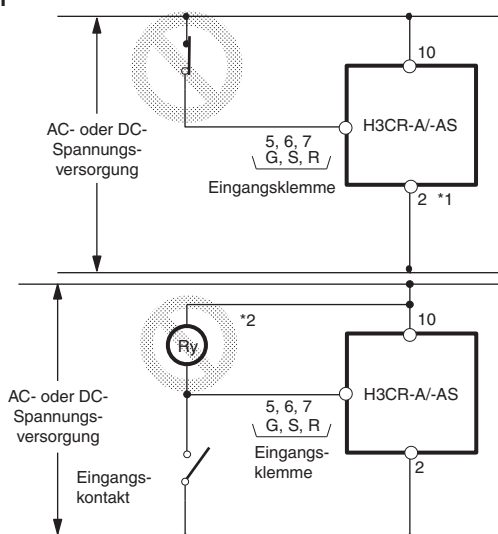 10
AC- oder DC-
Spannungs-
versorgung
H3CR-A/-AS
5, 6, 7
G, S, R
Eingangsklemme
2 *1
10
*2
Ry
AC- oder DC-
Spannungs-
versorgung
H3CR-A/-AS
5, 6, 7
G, S, R
Eingangs-
klemme
Eingangs-
kontakt
2